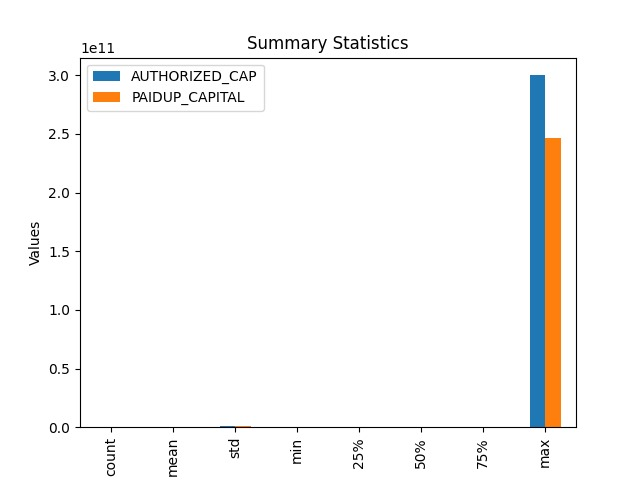 Summary Statistics
1e11
AUTHORIZED_CAP
PAIDUP_CAPITAL
Values
3.0
2.5
2.0
1.5
1.0
0.5
0.0
count
mean
std
min
25%
50%
75%
max